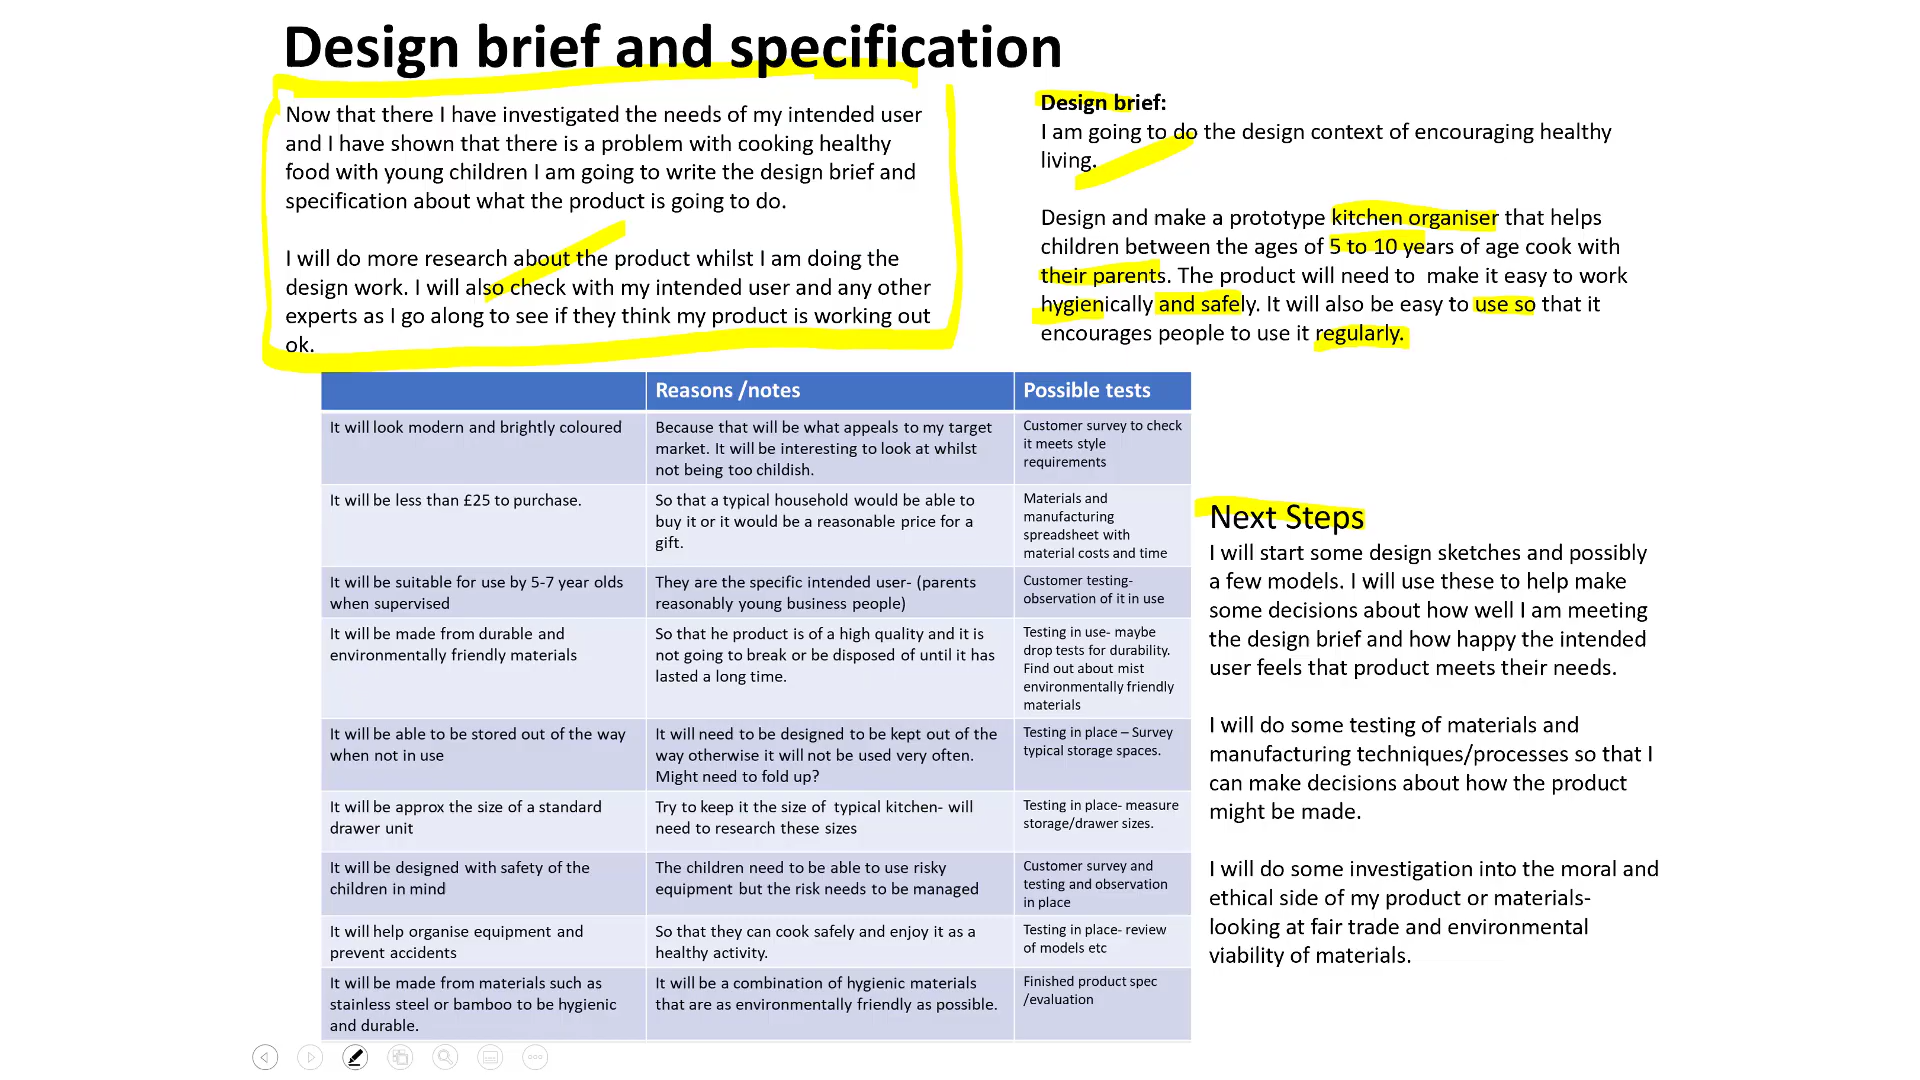 Design brief and specification
Now that there I have investigated the needs of my intended user
and I have shown that there is a problem with cooking healthy
food with young children I am going to write the design brief and
specification about what the product is going to do.
I will do more research about the product whilst I am doing the
design work. I will also check with my intended user and any other
experts as I go along to see if they think my product is working out
ok.
Design brief:
I am going to do the design context of encouraging healthy
living.
Design and make a prototype kitchen organiser that helps
children between the ages of 5 to 10 years of age cook with
their parents. The product will need to  make it easy to work
hygienically and safely. It will also be easy to use so that it
encourages people to use it regularly.
Reasons /notes
Possible tests
It will look modern and brightly coloured
Because that will be what appeals to my target
market. It will be interesting to look at whilst
not being too childish.
Customer survey to check
it meets style
requirements
It will be less than £25 to purchase.
So that a typical household would be able to
buy it or it would be a reasonable price for a
gift.
Materials and
manufacturing
spreadsheet with
material costs and time
It will be suitable for use by 5-7 year olds
when supervised
They are the specific intended user- (parents
reasonably young business people)
Customer testing-
observation of it in use
It will be made from durable and
environmentally friendly materials
So that he product is of a high quality and it is
not going to break or be disposed of until it has
lasted a long time.
Testing in use- maybe
drop tests for durability.
Find out about mist
environmentally friendly
materials
It will be able to be stored out of the way
when not in use
It will need to be designed to be kept out of the
way otherwise it will not be used very often.
Might need to fold up?
Testing in place – Survey
typical storage spaces.
It will be approx the size of a standard
drawer unit
Try to keep it the size of  typical kitchen- will
need to research these sizes
Testing in place- measure
storage/drawer sizes.
It will be designed with safety of the
children in mind
The children need to be able to use risky
equipment but the risk needs to be managed
Customer survey and
testing and observation
in place
It will help organise equipment and
prevent accidents
So that they can cook safely and enjoy it as a
healthy activity.
Testing in place- review
of models etc
It will be made from materials such as
stainless steel or bamboo to be hygienic
and durable.
It will be a combination of hygienic materials
that are as environmentally friendly as possible.
Finished product spec
/evaluation
Next Steps
I will start some design sketches and possibly
a few models. I will use these to help make
some decisions about how well I am meeting
the design brief and how happy the intended
user feels that product meets their needs.
I will do some testing of materials and
manufacturing techniques/processes so that I
can make decisions about how the product
might be made.
I will do some investigation into the moral and
ethical side of my product or materials-
looking at fair trade and environmental
viability of materials.